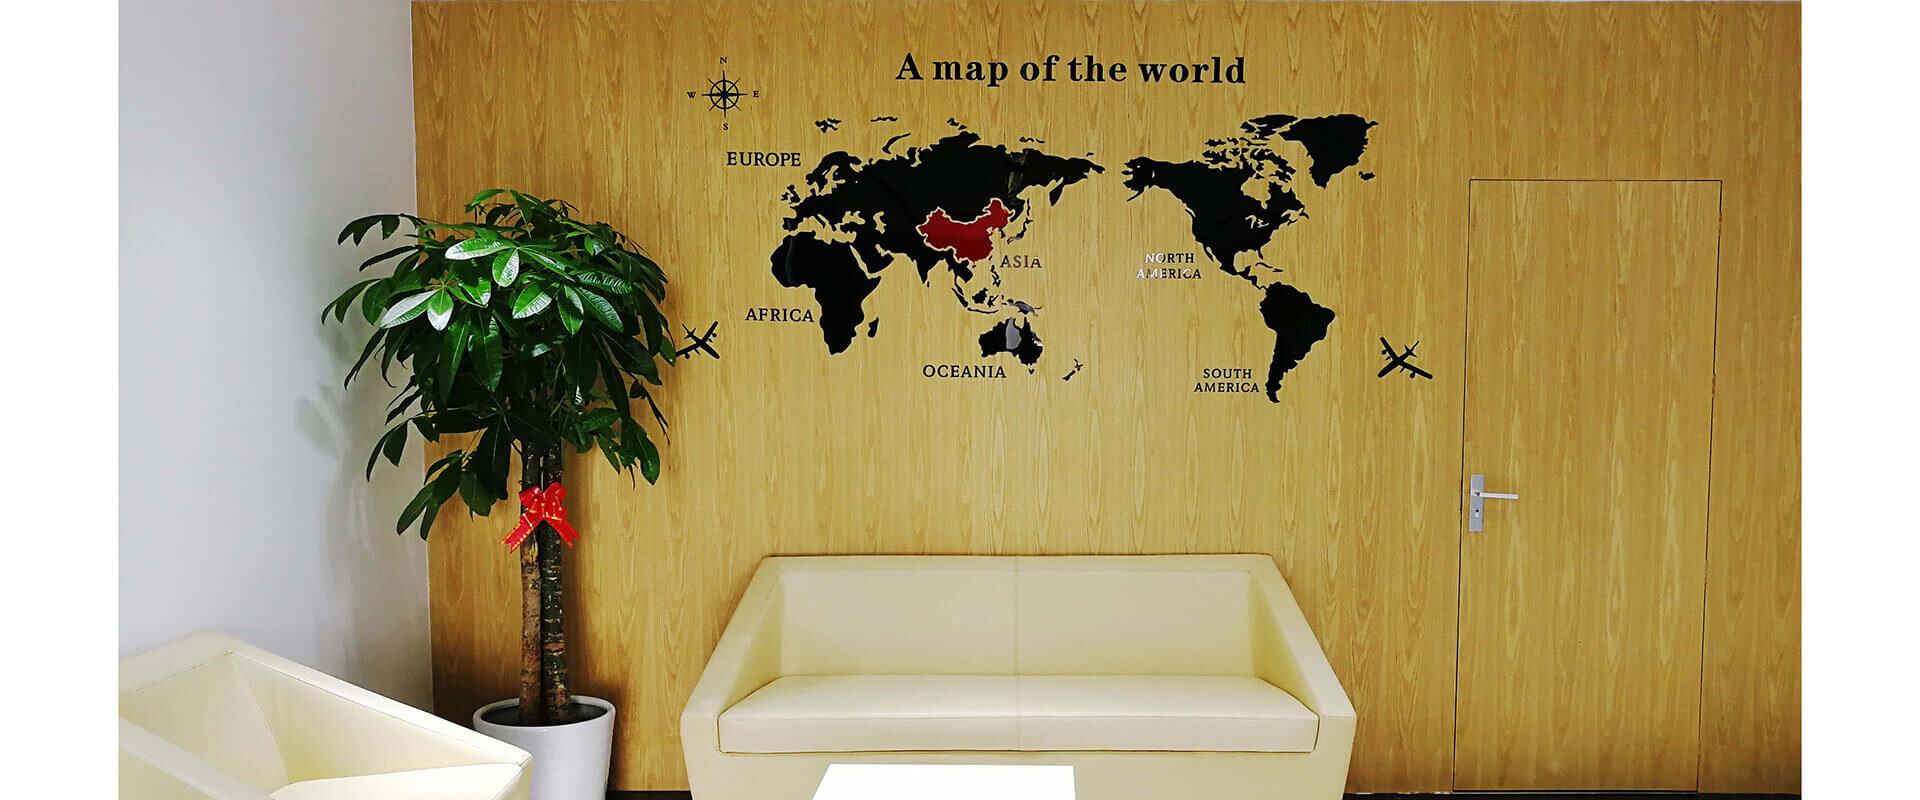 A map of the world
N
W E
S
EUROPE
ASIA
NORTH
AMERICA
AFRICA
OCEANIA
SOUTH
AMERICA